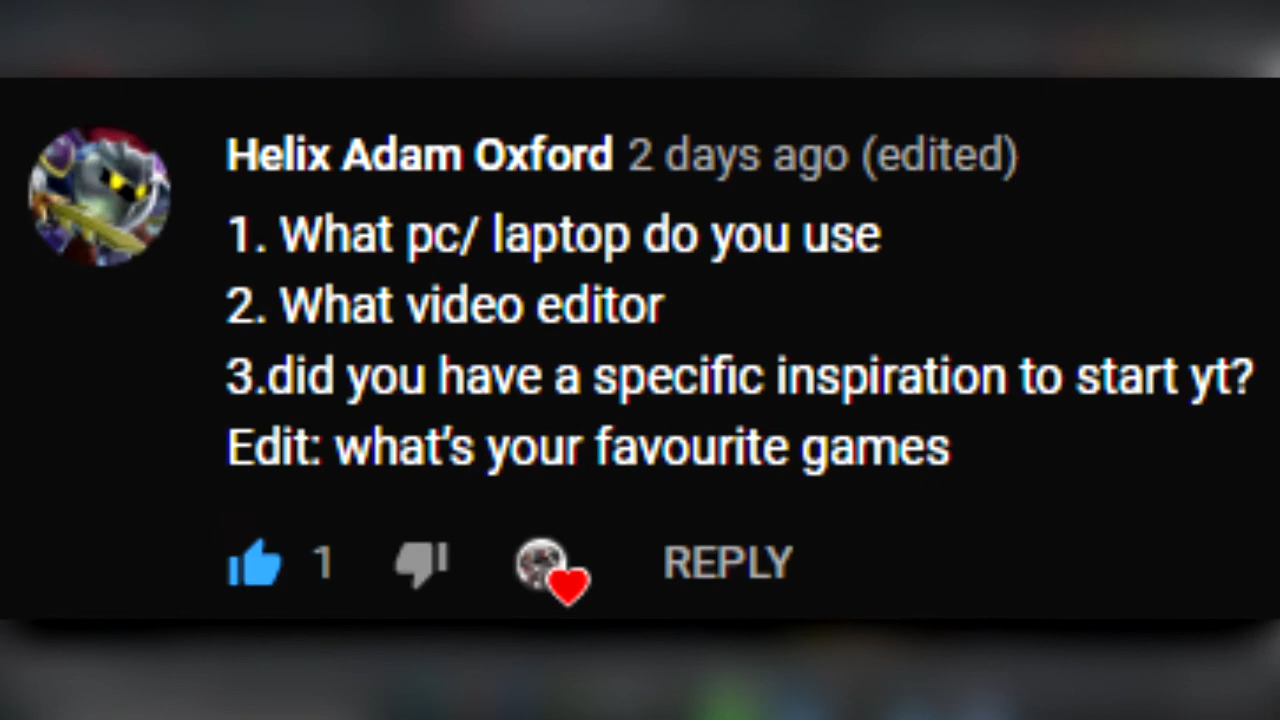 Helix Adam Oxford 2 days ago (edited)
1. What pc/ laptop do you use
2. What video editor
3.did you have a specific inspiration to start yt?
Edit: what's your favourite games
1 REPLY